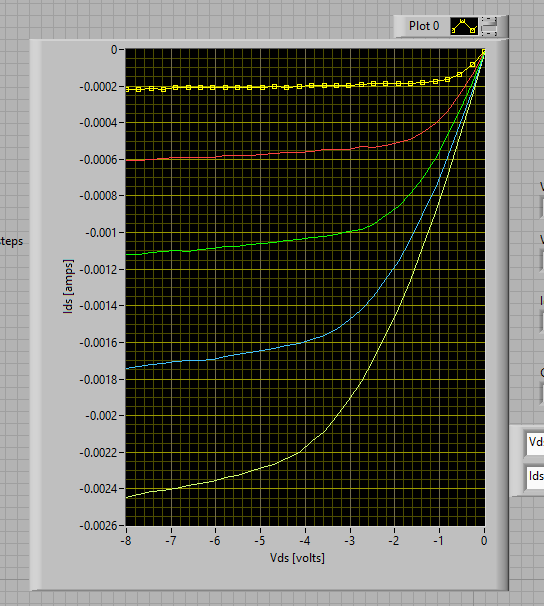 Plot 0
0
-0.0002
-0.0004
-0.0006
-0.0008
-0.001
-0.0012
-0.0014
-0.0016
-0.0018
-0.002
-0.0022
-0.0024
-0.0026
Ids [amps]
-8 -7 -6 -5 -4 -3 -2 -1 0
Vds [volts]
teps
Vds
Ids